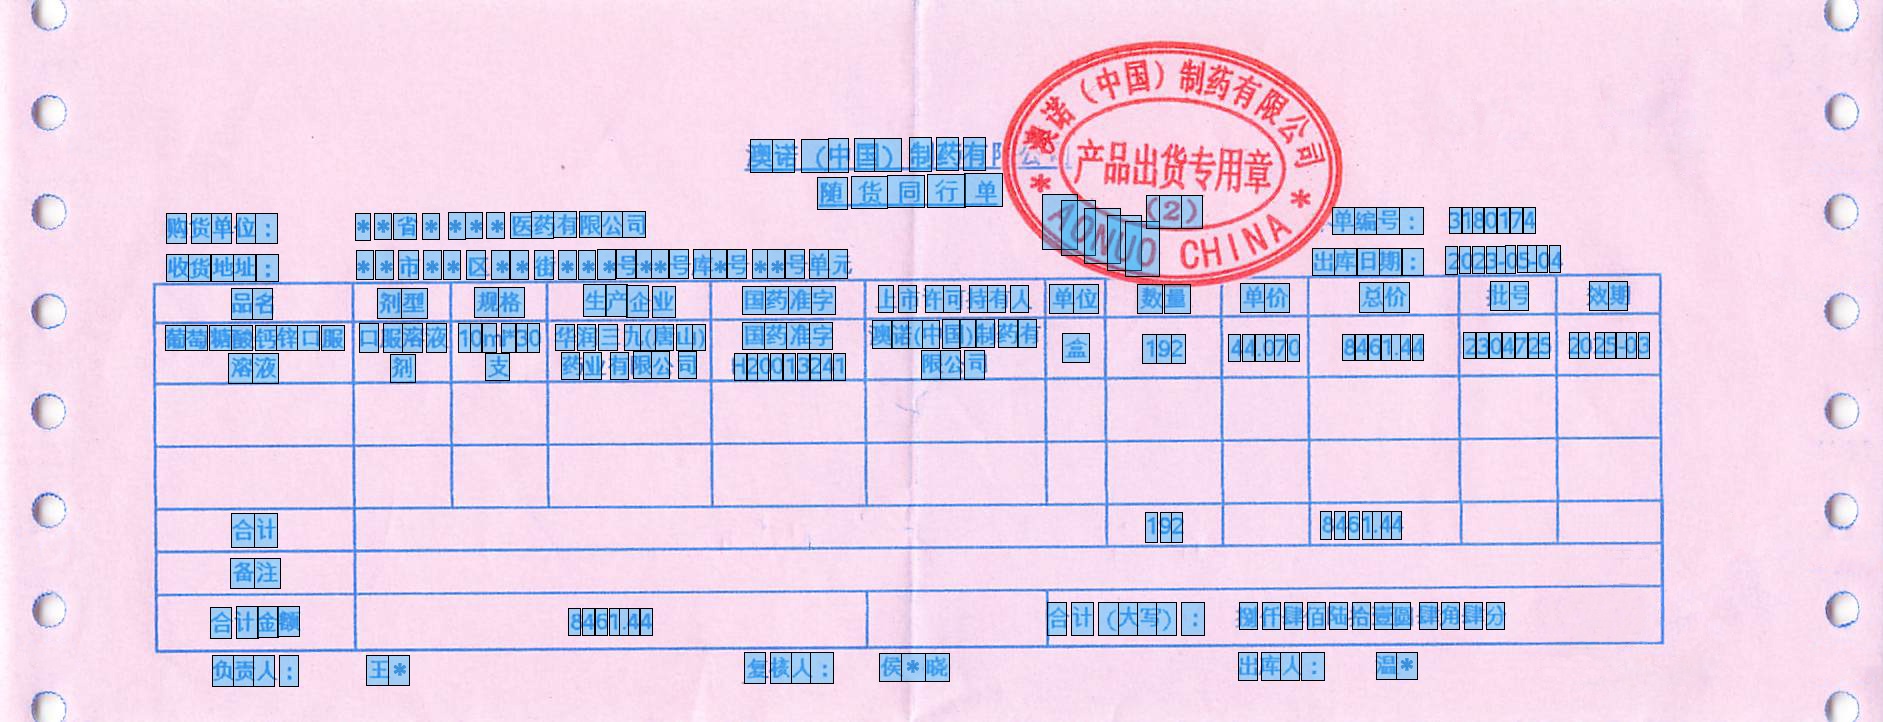 澳诺(中国)制药有限公司
随货同行单
澳诺(中国)制药有限公司
产品出货专用章
(2)
* AONUO CHINA *
购货单位: **省* ***医药有限公司 单编号: 3180174
收货地址: **市**区**街***号**号库*号**号单元 出库日期: 2023-05-04
品名 剂型 规格 生产企业 国药准字 上市许可持有人 单位 数量 单价 总价 批号 效期
葡萄糖酸钙锌口服溶液 口服溶液剂 10ml*30支 华润三九(唐山)药业有限公司 国药准字H20013241 澳诺(中国)制药有限公司 盒 192 44.070 8461.44 2304725 2025-03
合计 192 8461.44
备注
合计金额 8461.44 合计(大写): 捌仟肆佰陆拾壹圆肆角肆分
负责人: 王* 复核人: 侯*晓 出库人: 温*